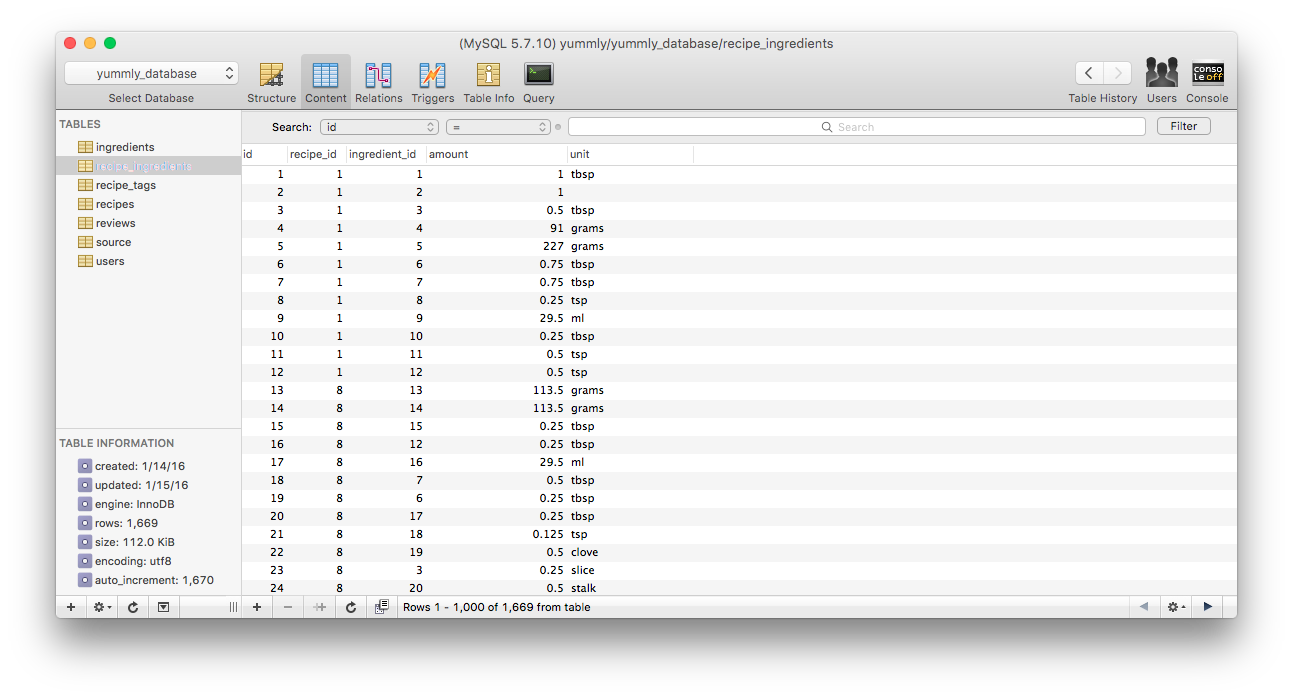 (MySQL 5.7.10) yummly/yummly_database/recipe_ingredients
yummly_database
Select Database
Structure Content Relations Triggers Table Info Query
Table History Users Console
conso
le off
TABLES
ingredients
recipe_ingredients
recipe_tags
recipes
reviews
source
users
TABLE INFORMATION
created: 1/14/16
updated: 1/15/16
engine: InnoDB
rows: 1,669
size: 112.0 KiB
encoding: utf8
auto_increment: 1,670
Search: id = Search Filter
id recipe_id ingredient_id amount unit
1 1 1 1 tbsp
2 1 2 1
3 1 3 0.5 tbsp
4 1 4 91 grams
5 1 5 227 grams
6 1 6 0.75 tbsp
7 1 7 0.75 tbsp
8 1 8 0.25 tsp
9 1 9 29.5 ml
10 1 10 0.25 tbsp
11 1 11 0.5 tsp
12 1 12 0.5 tsp
13 8 13 113.5 grams
14 8 14 113.5 grams
15 8 15 0.25 tbsp
16 8 12 0.25 tbsp
17 8 16 29.5 ml
18 8 7 0.5 tbsp
19 8 6 0.25 tbsp
20 8 17 0.25 tbsp
21 8 18 0.125 tsp
22 8 19 0.5 clove
23 8 3 0.25 slice
24 8 20 0.5 stalk
Rows 1 - 1,000 of 1,669 from table